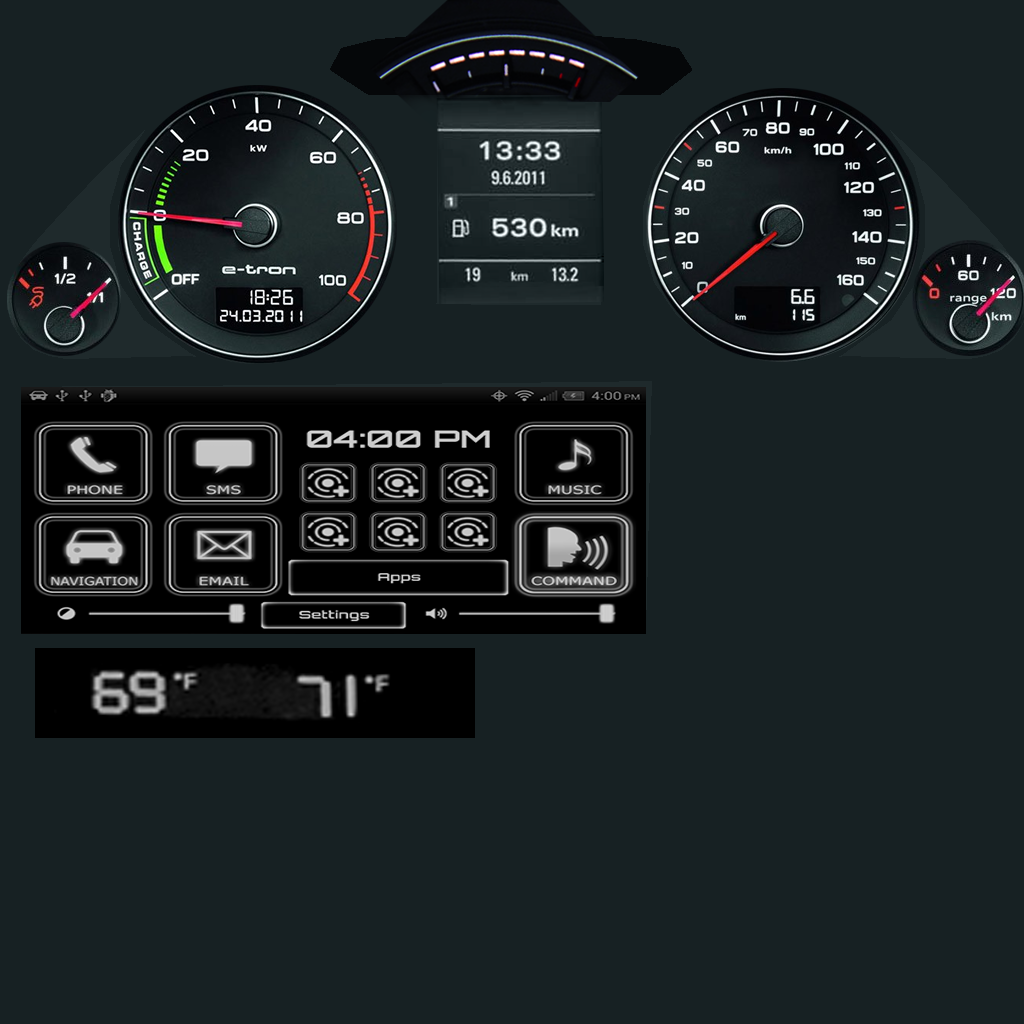 40
kW
20
60
0
80
CHARGE
OFF
e-tron
100
18:26
24.03.2011
1/2
1/1
13:33
9.6.2011
1
530 km
19 km 13.2
80
70
90
60
km/h
100
50
110
40
120
30
130
20
140
10
150
0
160
6.6
km 115
60
0
120
range
km
4:00 PM
04:00 PM
PHONE
SMS
MUSIC
NAVIGATION
EMAIL
Apps
COMMAND
Settings
69°F 71°F